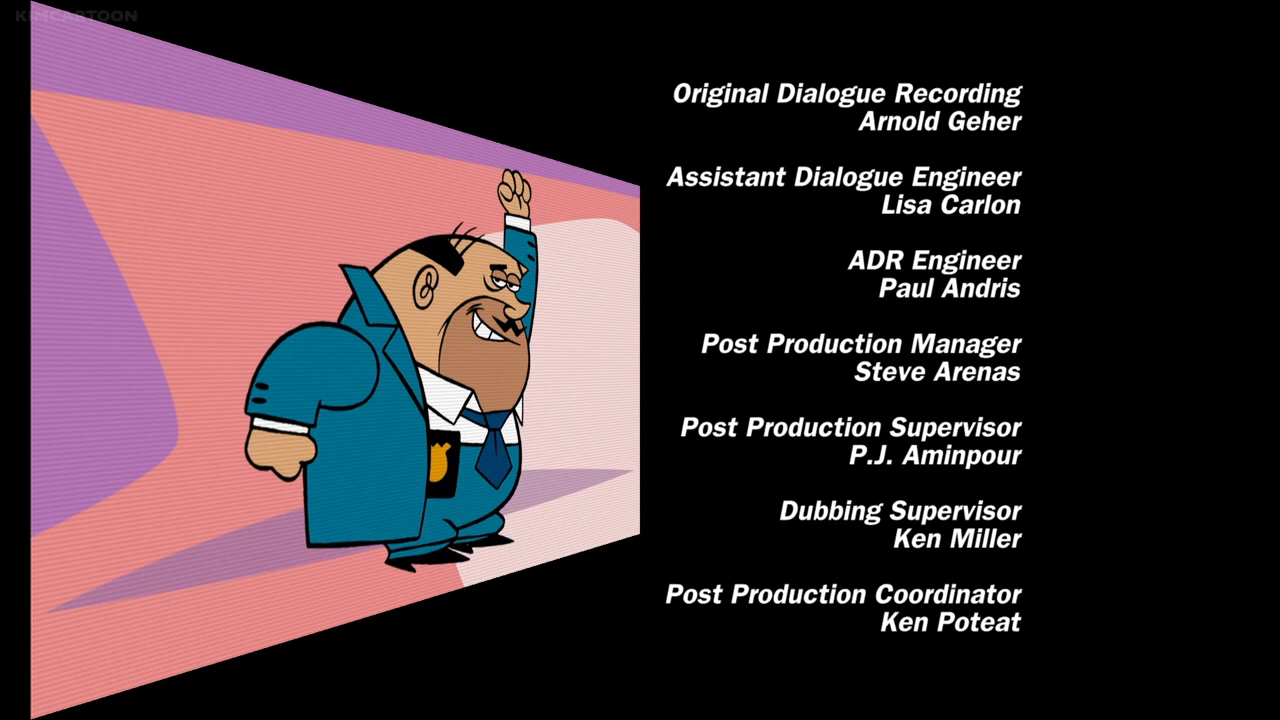 KIMCARTOON
Original Dialogue Recording
Arnold Geher
Assistant Dialogue Engineer
Lisa Carlon
ADR Engineer
Paul Andris
Post Production Manager
Steve Arenas
Post Production Supervisor
P.J. Aminpour
Dubbing Supervisor
Ken Miller
Post Production Coordinator
Ken Poteat